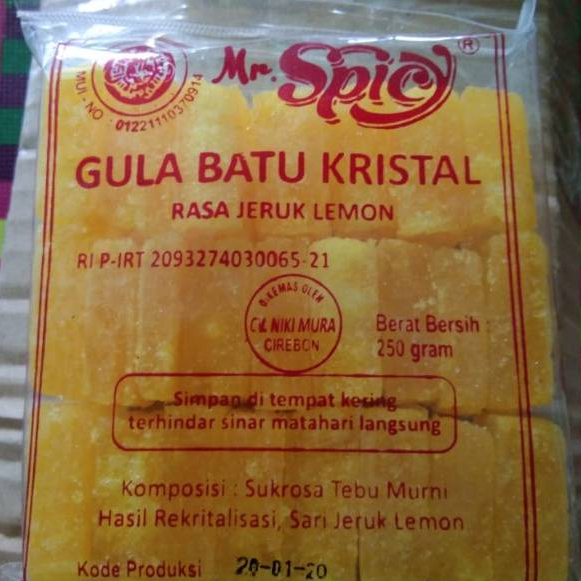 Mr. Spicy ®
MUI - NO : 01221110370914
GULA BATU KRISTAL
RASA JERUK LEMON
RI P-IRT 2093274030065-21
DIKEMAS OLEH
CV. NIKI MURA
CIREBON
Berat Bersih :
250 gram
Simpan di tempat kering
terhindar sinar matahari langsung
Komposisi : Sukrosa Tebu Murni
Hasil Rekritalisasi, Sari Jeruk Lemon
Kode Produksi 20-01-20